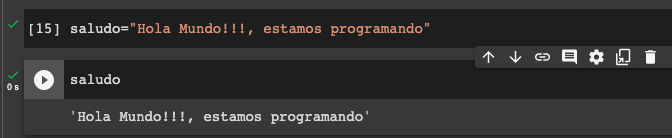 [15] saludo="Hola Mundo!!!, estamos programando"
0s
saludo
'Hola Mundo!!!, estamos programando'